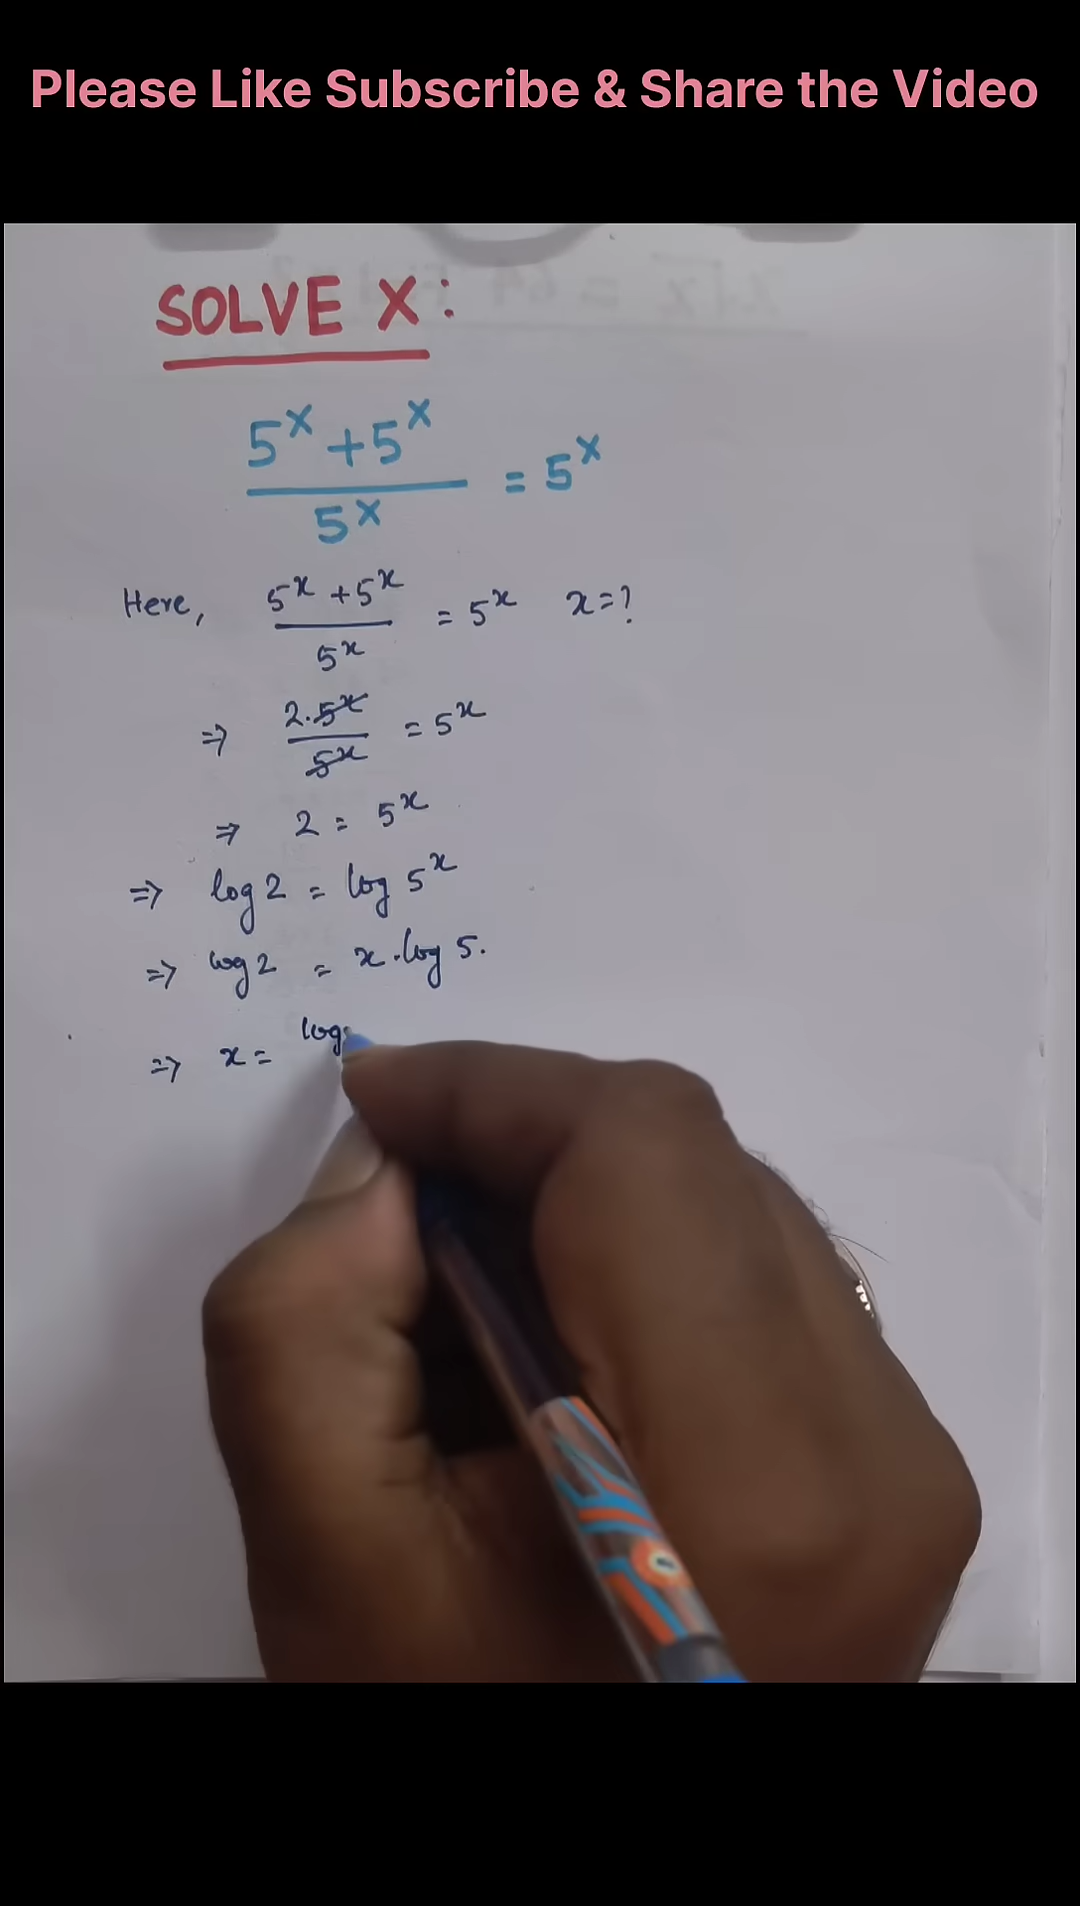 Please Like Subscribe & Share the Video
SOLVE X:
5^x + 5^x / 5^x = 5^x
Here, 5^x + 5^x / 5^x = 5^x x = ?
⇒ 2·5^x / 5^x = 5^x
⇒ 2 = 5^x
⇒ log 2 = log 5^x
⇒ log 2 = x·log 5.
⇒ x = log